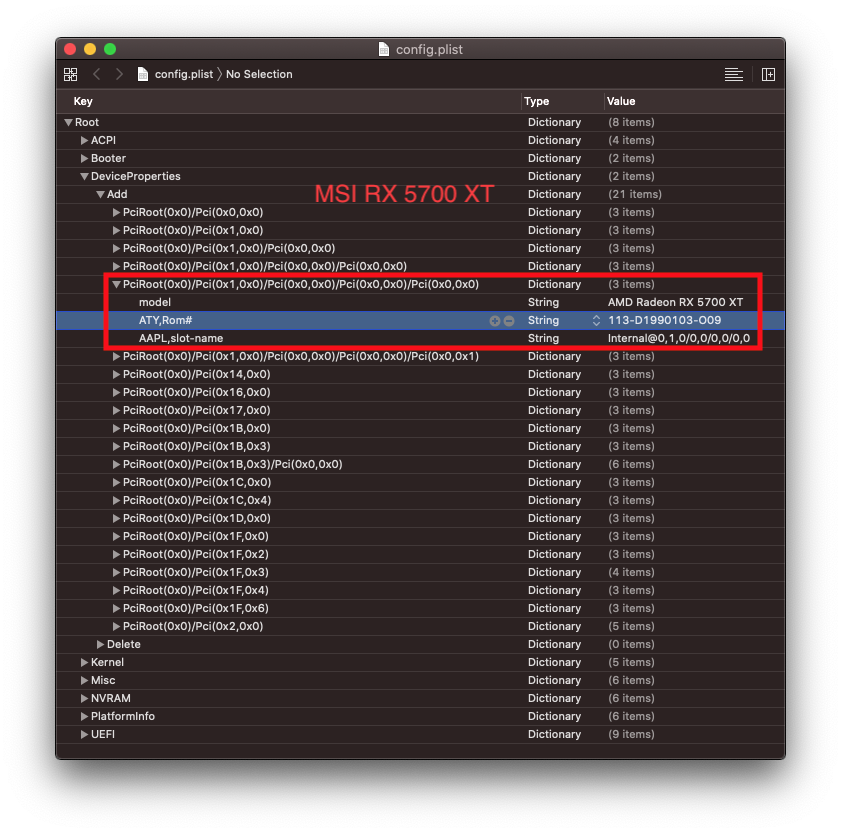 config.plist
config.plist 〉 No Selection
Key Type Value
Root Dictionary (8 items)
ACPI Dictionary (4 items)
Booter Dictionary (2 items)
DeviceProperties Dictionary (2 items)
Add Dictionary (21 items)
MSI RX 5700 XT
PciRoot(0x0)/Pci(0x0,0x0) Dictionary (3 items)
PciRoot(0x0)/Pci(0x1,0x0) Dictionary (3 items)
PciRoot(0x0)/Pci(0x1,0x0)/Pci(0x0,0x0) Dictionary (3 items)
PciRoot(0x0)/Pci(0x1,0x0)/Pci(0x0,0x0)/Pci(0x0,0x0) Dictionary (3 items)
PciRoot(0x0)/Pci(0x1,0x0)/Pci(0x0,0x0)/Pci(0x0,0x0)/Pci(0x0,0x0) Dictionary (3 items)
model String AMD Radeon RX 5700 XT
ATY,Rom# String 113-D1990103-O09
AAPL,slot-name String Internal@0,1,0/0,0/0,0/0,0
PciRoot(0x0)/Pci(0x1,0x0)/Pci(0x0,0x0)/Pci(0x0,0x0)/Pci(0x0,0x1) Dictionary (3 items)
PciRoot(0x0)/Pci(0x14,0x0) Dictionary (3 items)
PciRoot(0x0)/Pci(0x16,0x0) Dictionary (3 items)
PciRoot(0x0)/Pci(0x17,0x0) Dictionary (3 items)
PciRoot(0x0)/Pci(0x1B,0x0) Dictionary (3 items)
PciRoot(0x0)/Pci(0x1B,0x3) Dictionary (3 items)
PciRoot(0x0)/Pci(0x1B,0x3)/Pci(0x0,0x0) Dictionary (6 items)
PciRoot(0x0)/Pci(0x1C,0x0) Dictionary (3 items)
PciRoot(0x0)/Pci(0x1C,0x4) Dictionary (3 items)
PciRoot(0x0)/Pci(0x1D,0x0) Dictionary (3 items)
PciRoot(0x0)/Pci(0x1F,0x0) Dictionary (3 items)
PciRoot(0x0)/Pci(0x1F,0x2) Dictionary (3 items)
PciRoot(0x0)/Pci(0x1F,0x3) Dictionary (4 items)
PciRoot(0x0)/Pci(0x1F,0x4) Dictionary (3 items)
PciRoot(0x0)/Pci(0x1F,0x6) Dictionary (3 items)
PciRoot(0x0)/Pci(0x2,0x0) Dictionary (5 items)
Delete Dictionary (0 items)
Kernel Dictionary (5 items)
Misc Dictionary (6 items)
NVRAM Dictionary (6 items)
PlatformInfo Dictionary (6 items)
UEFI Dictionary (9 items)